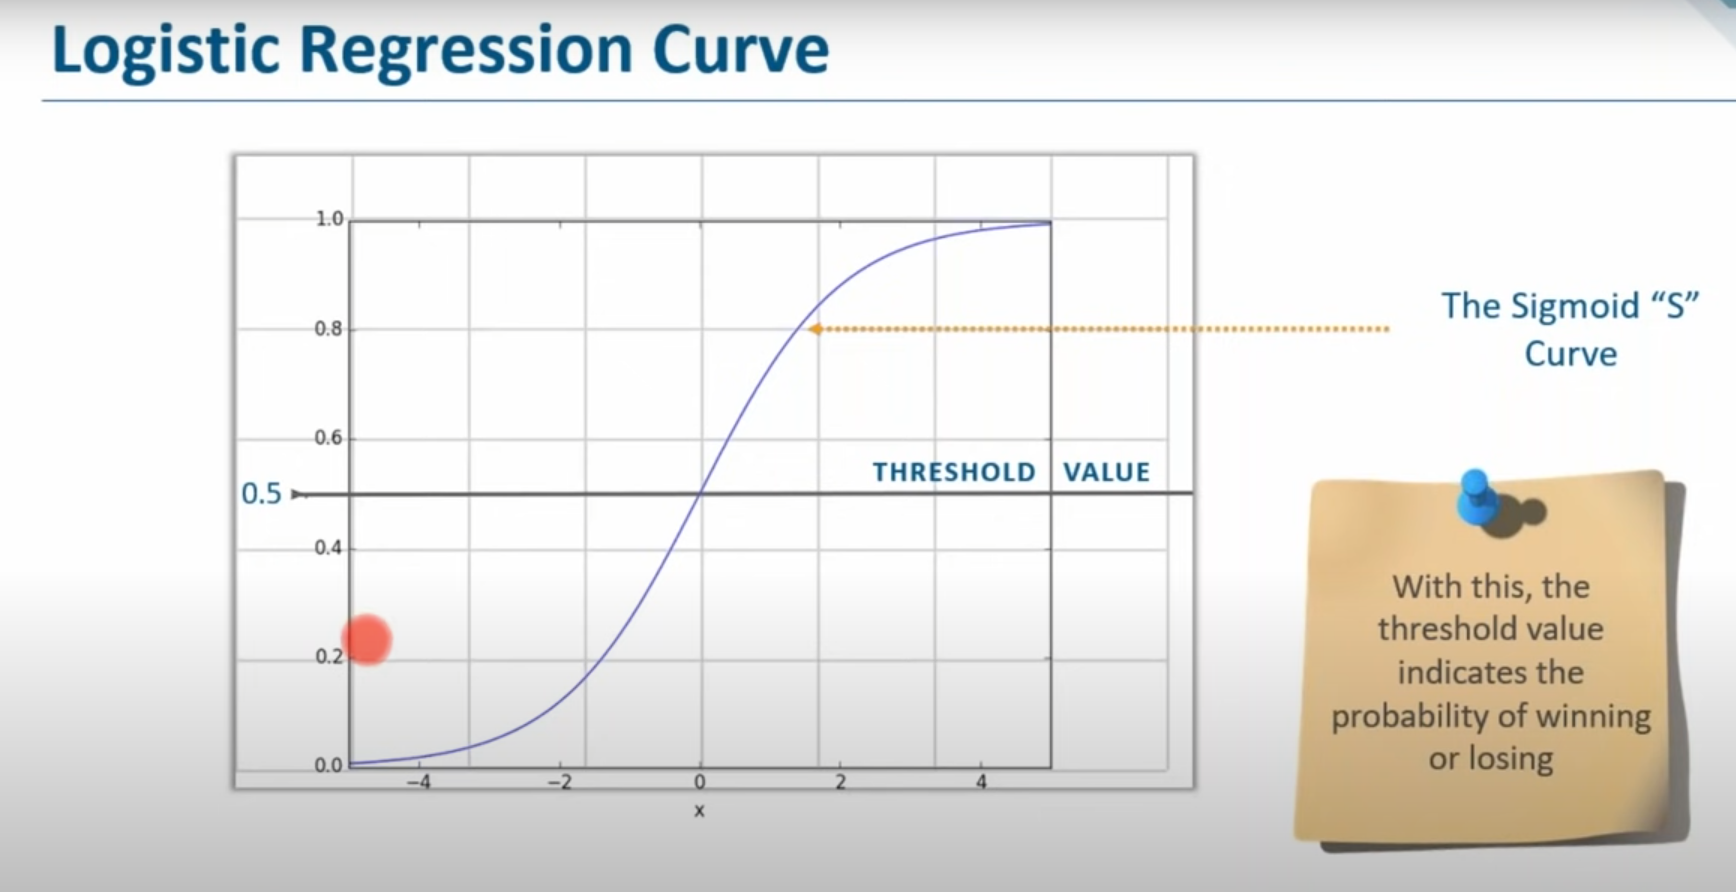 Logistic Regression Curve
1.0
0.8
The Sigmoid “S”
Curve
0.6
THRESHOLD VALUE
0.5
0.4
0.2
0.0
−4 −2 0 2 4
x
With this, the
threshold value
indicates the
probability of winning
or losing